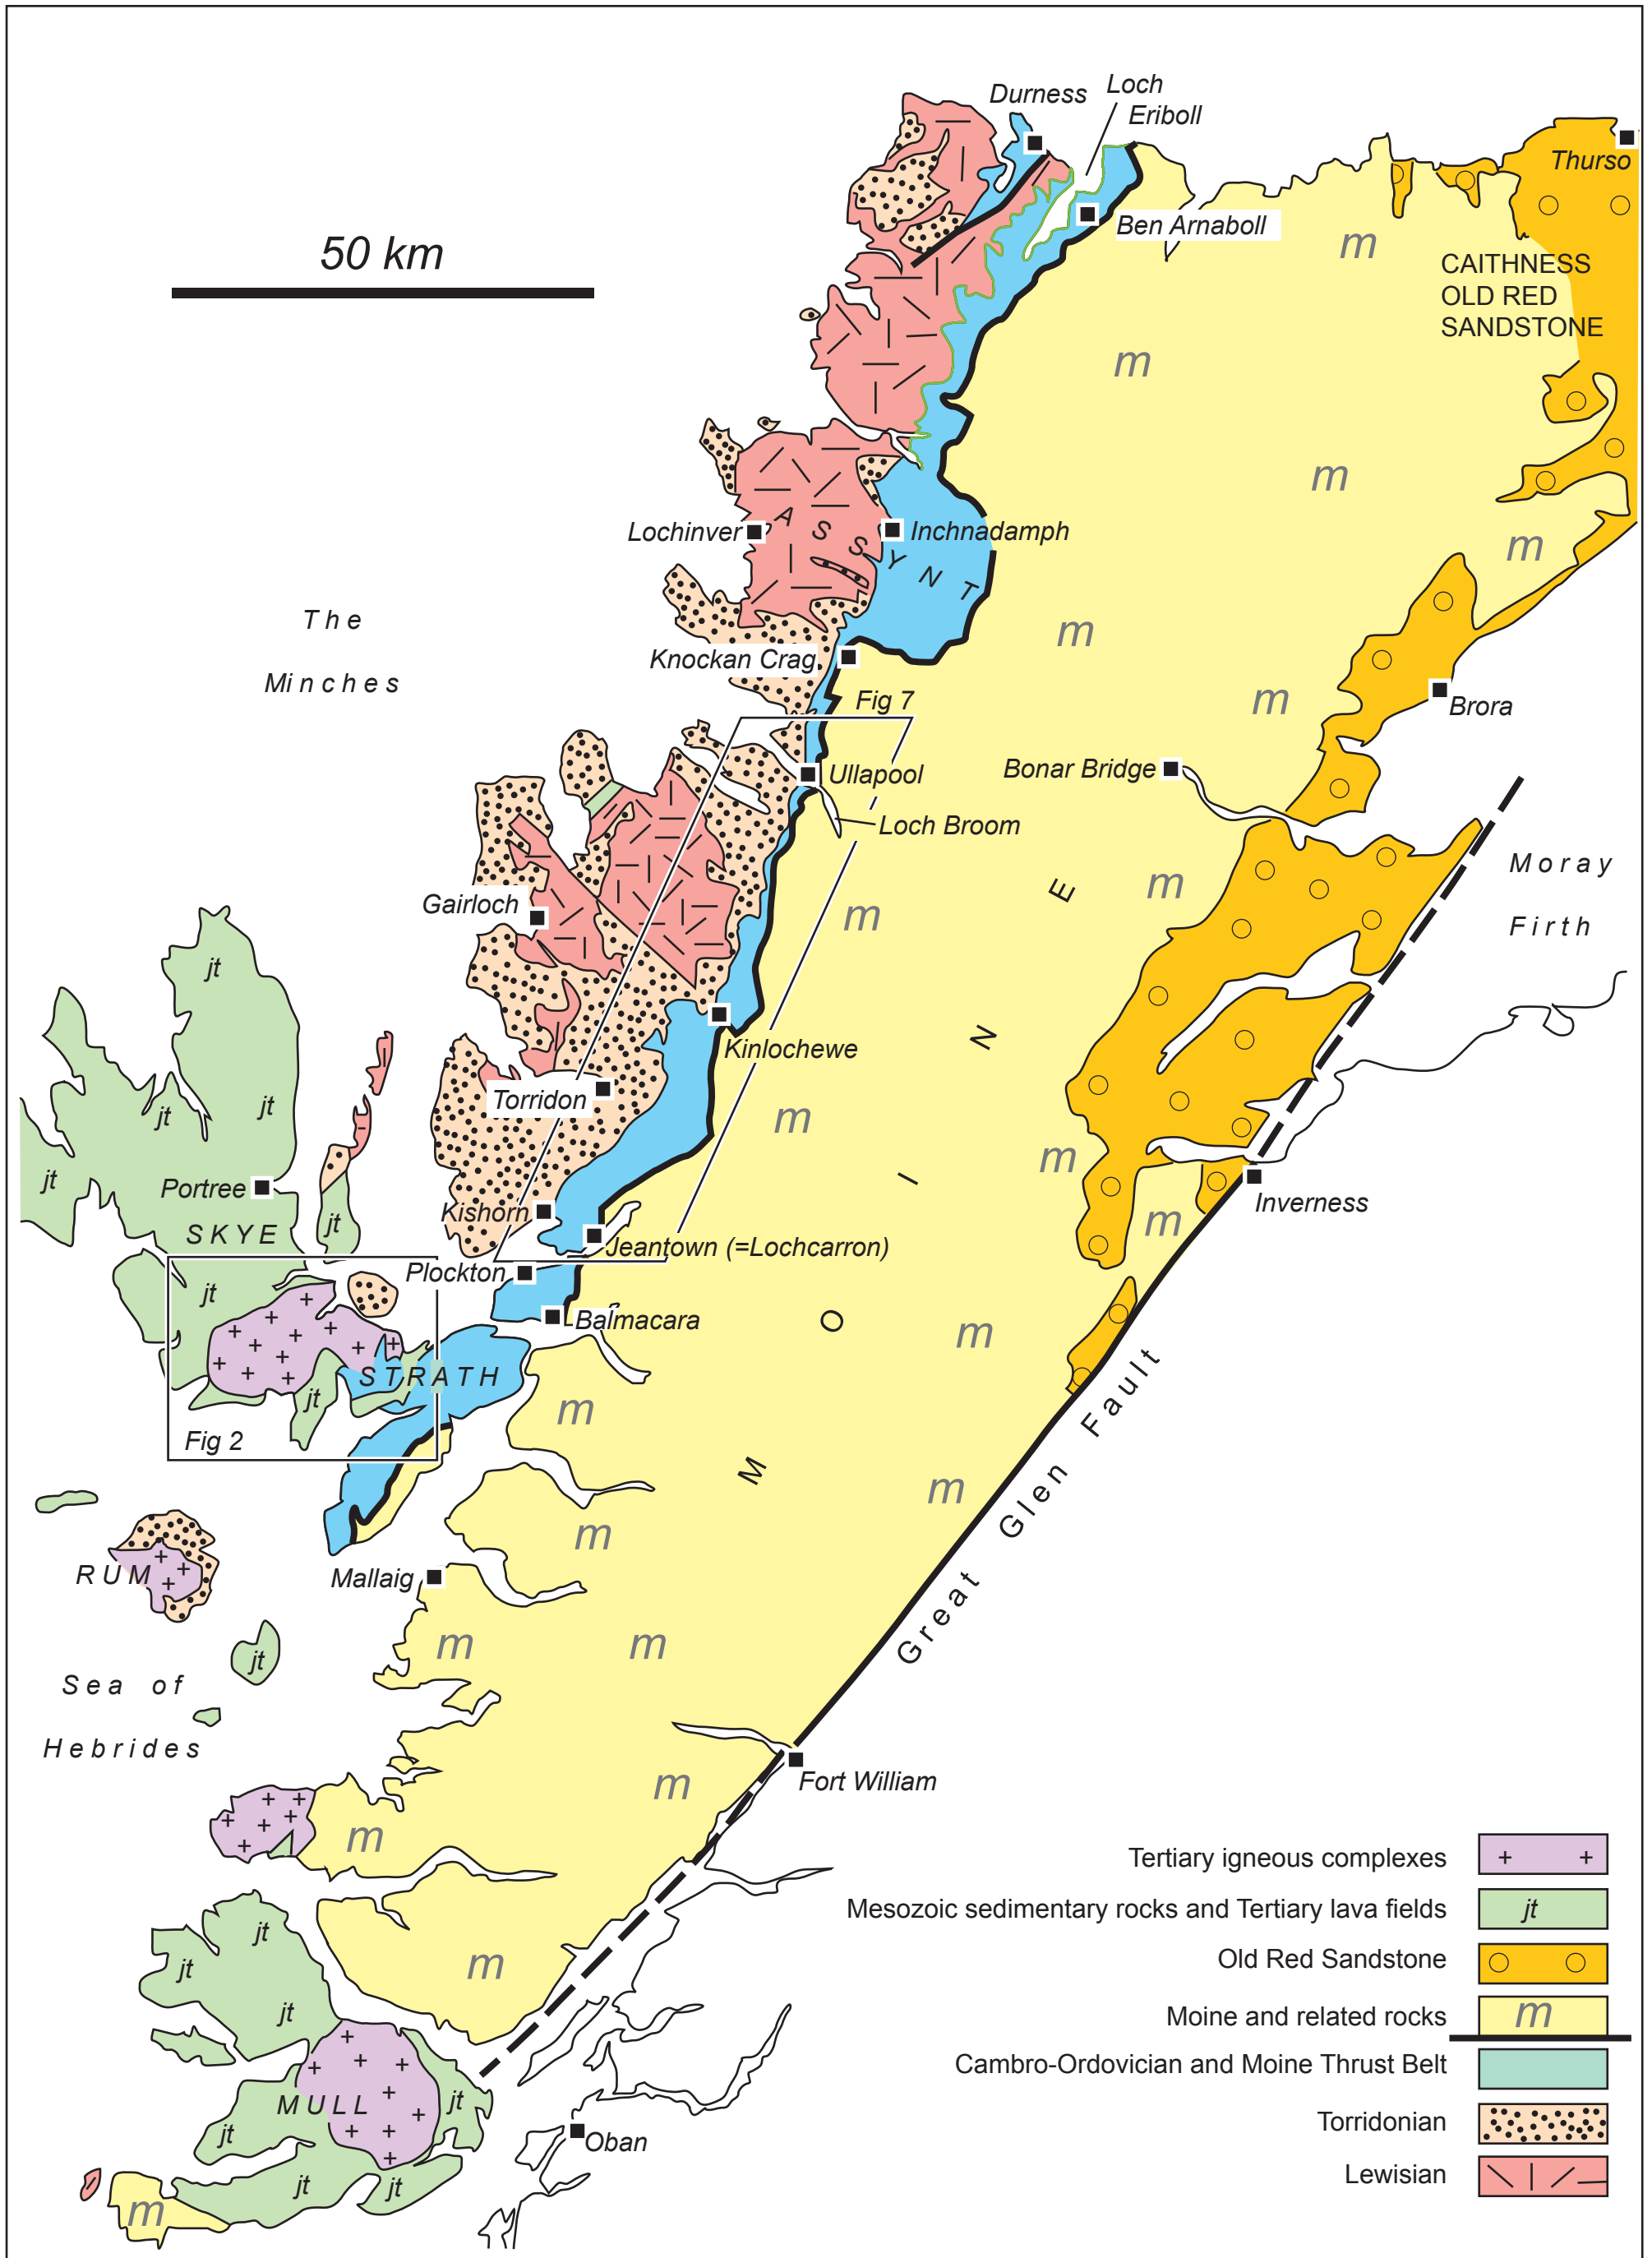 Durness
Loch
Eriboll
Thurso
Ben Arnaboll
50 km
m
CAITHNESS
OLD RED
SANDSTONE
m
m
Lochinver
A S S Y N T
Inchnadamph
m
The
Minches
m
Knockan Crag
m
Fig 7
Brora
Ullapool
Bonar Bridge
Loch Broom
Moray
Firth
m
m
Gairloch
jt
Kinlochewe
Torridon
jt
jt
m
m
jt
Portree
Inverness
Kishorn
SKYE
jt
m
Jeantown (=Lochcarron)
Plockton
jt
Balmacara
m
STRATH
jt
m
Fig 2
M O I N E
m
Great Glen Fault
m
RUM
Mallaig
m
m
jt
Sea of
Hebrides
Fort William
m
m
Tertiary igneous complexes
Mesozoic sedimentary rocks and Tertiary lava fields
jt
jt
jt
m
Old Red Sandstone
jt
Moine and related rocks
m
Cambro-Ordovician and Moine Thrust Belt
MULL
jt
Torridonian
jt
Oban
Lewisian
jt
jt
m